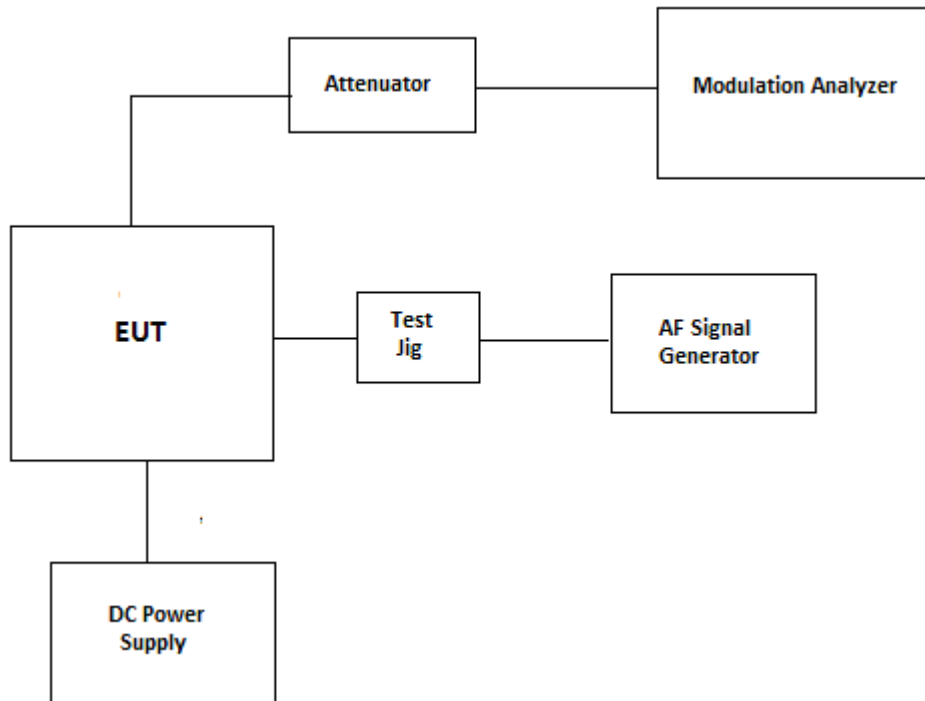 Attenuator
Modulation Analyzer
EUT
Test
Jig
AF Signal
Generator
DC Power
Supply